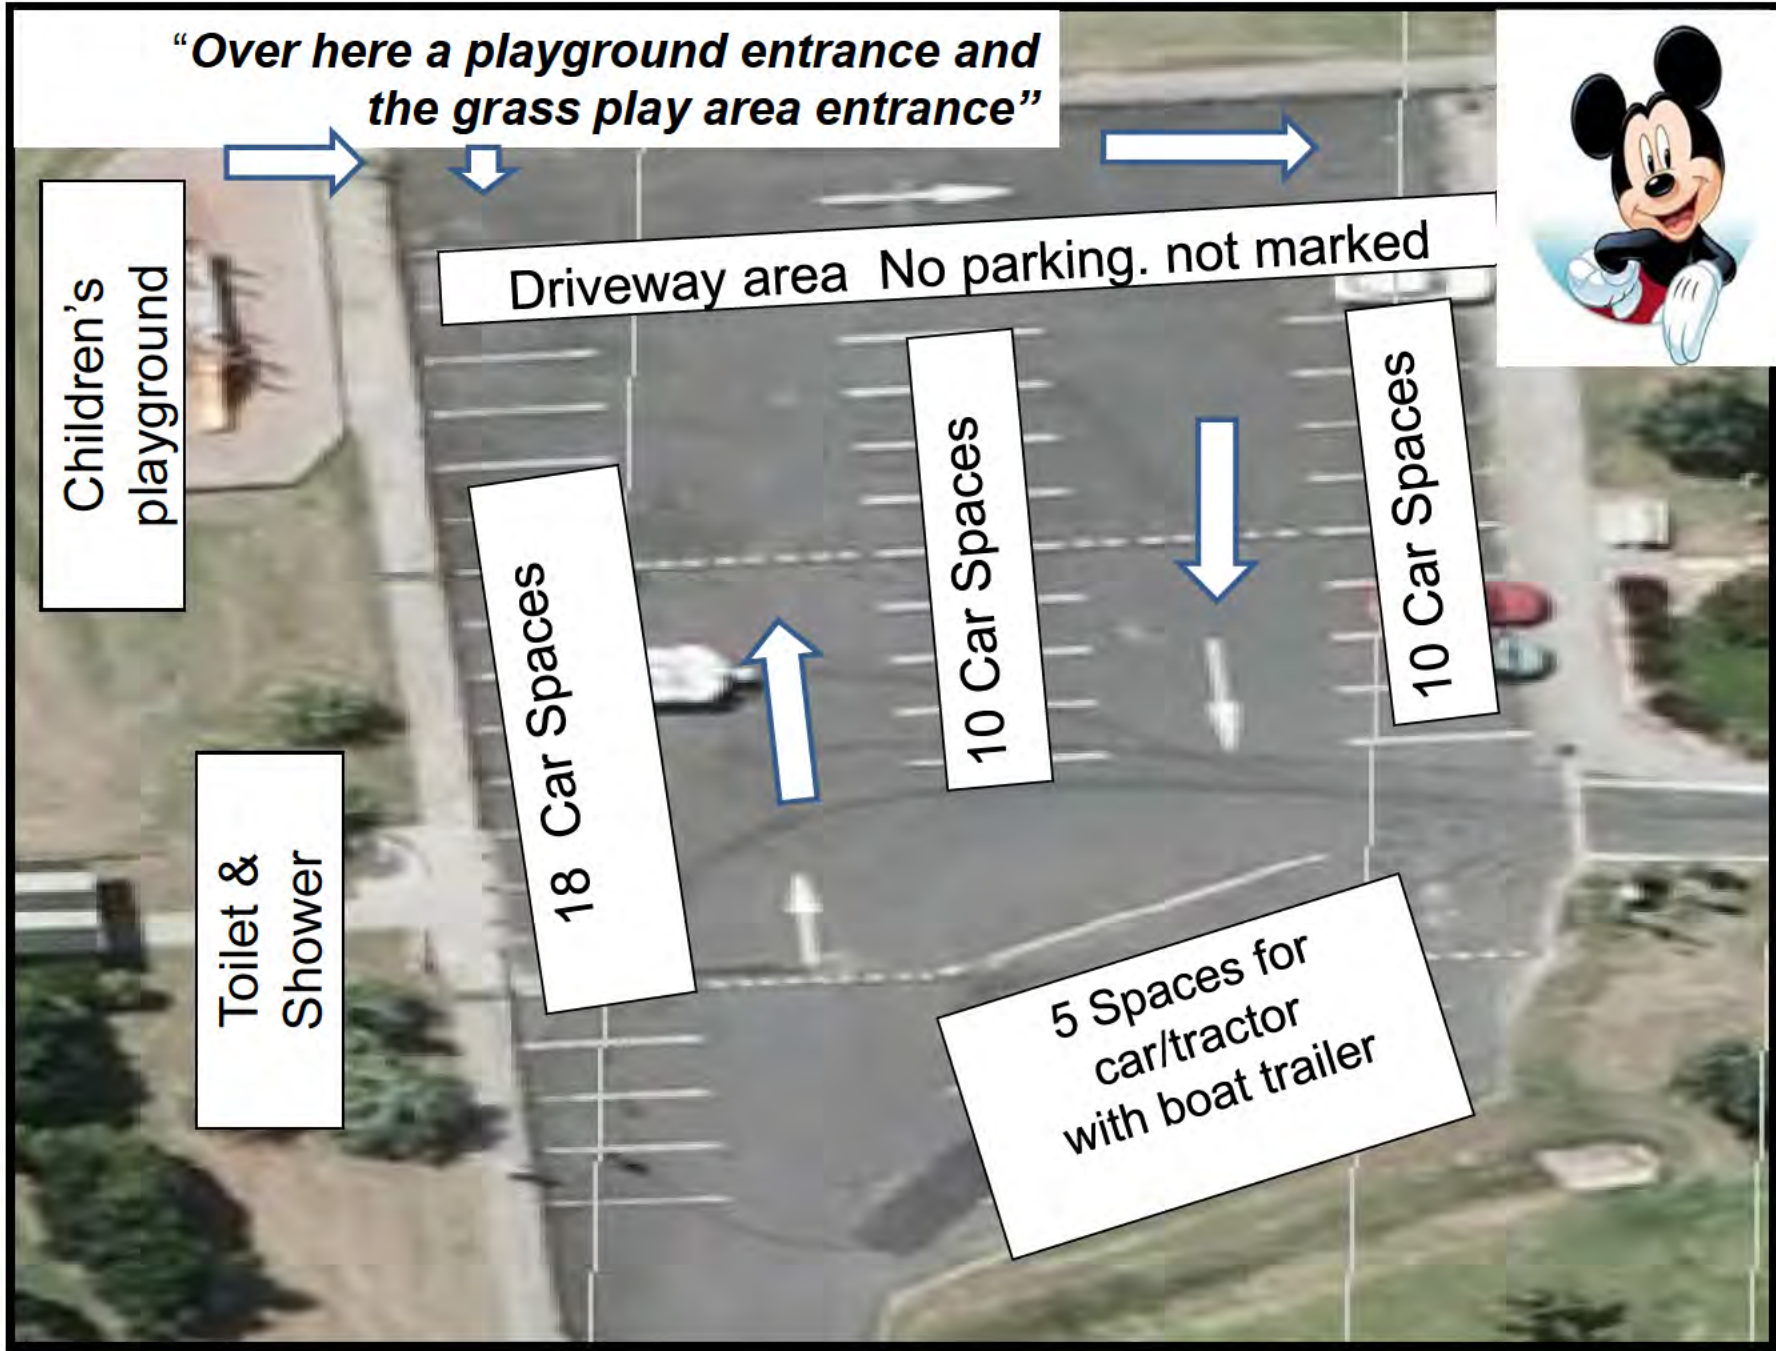 “Over here a playground entrance and
the grass play area entrance”
Driveway area  No parking. not marked
Children’s
playground
18  Car Spaces
10 Car Spaces
10 Car Spaces
Toilet &
Shower
5 Spaces for
car/tractor
with boat trailer